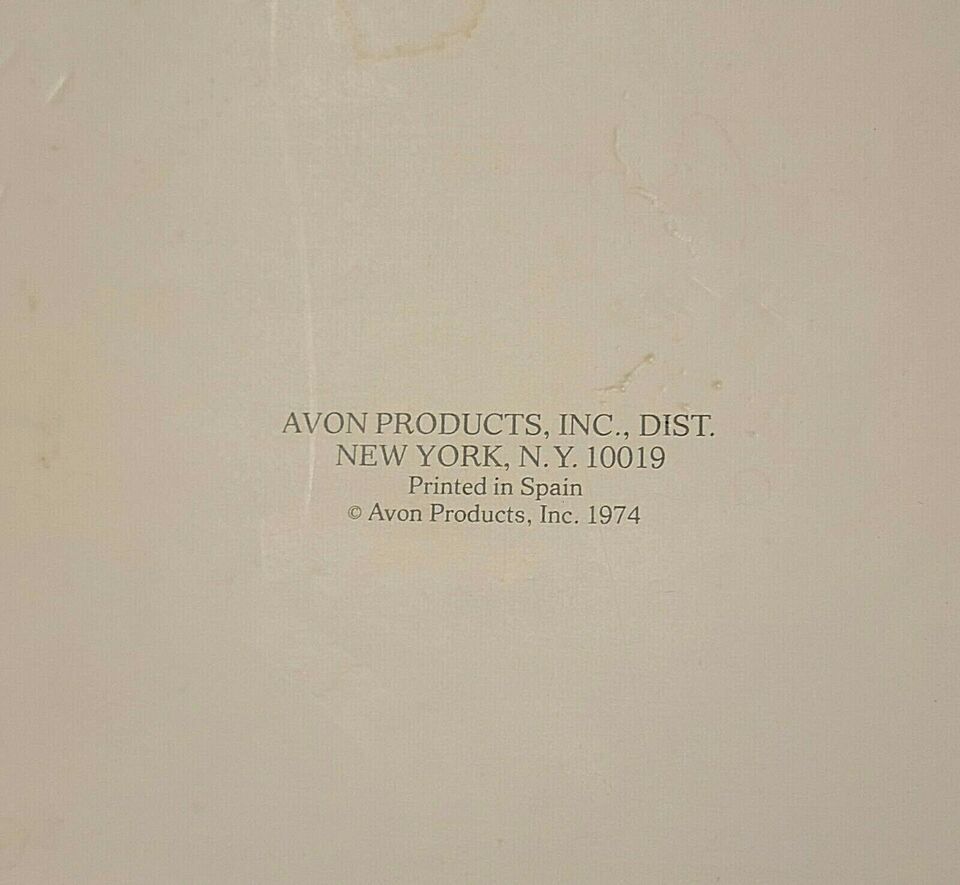 AVON PRODUCTS, INC., DIST.
NEW YORK, N.Y. 10019
Printed in Spain
© Avon Products, Inc. 1974